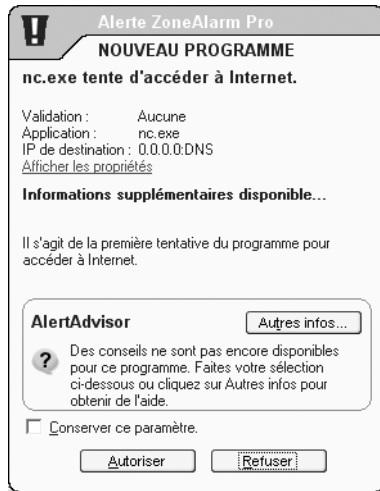 Alerte ZoneAlarm Pro
NOUVEAU PROGRAMME
nc.exe tente d'accéder à Internet.
Validation : Aucune
Application : nc.exe
IP de destination : 0.0.0.0:DNS
Afficher les propriétés
Informations supplémentaires disponible...
Il s'agit de la première tentative du programme pour
accéder à Internet.
AlertAdvisor
Autres infos...
Des conseils ne sont pas encore disponibles
pour ce programme. Faites votre sélection
ci-dessous ou cliquez sur Autres infos pour
obtenir de l'aide.
Conserver ce paramètre.
Autoriser Refuser